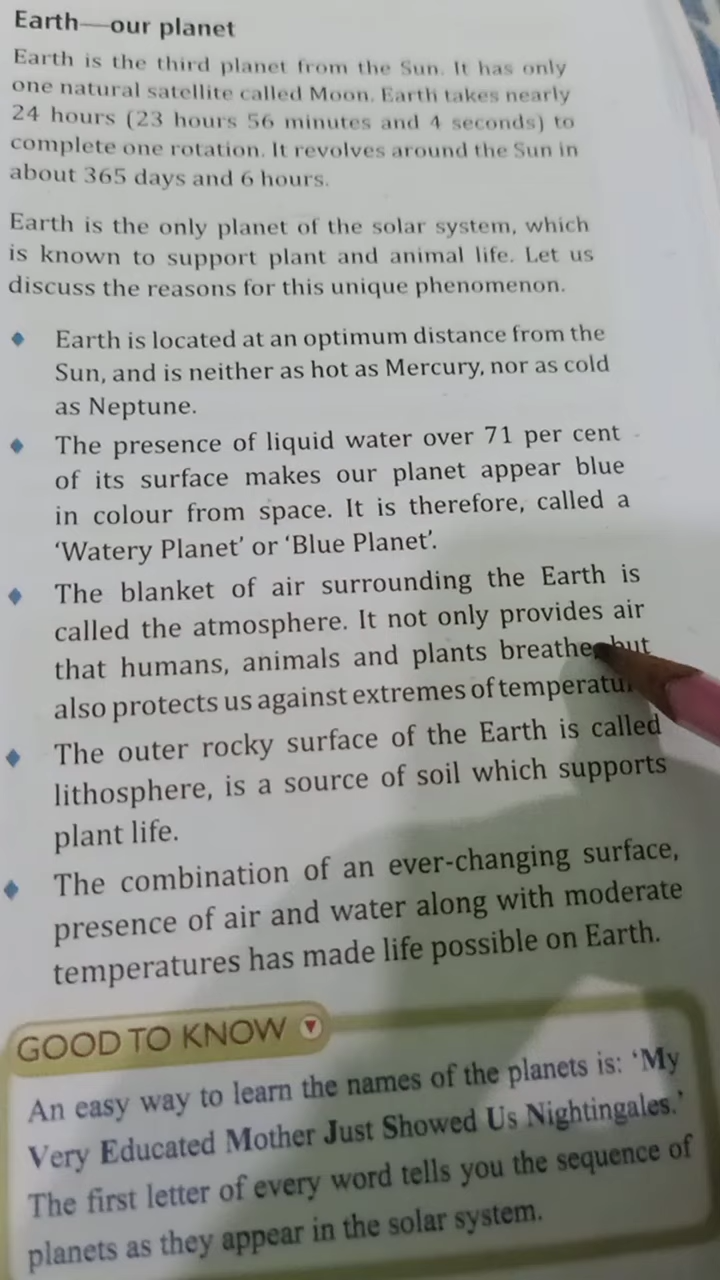 Earth—our planet
Earth is the third planet from the Sun. It has only
one natural satellite called Moon. Earth takes nearly
24 hours (23 hours 56 minutes and 4 seconds) to
complete one rotation. It revolves around the Sun in
about 365 days and 6 hours.
Earth is the only planet of the solar system, which
is known to support plant and animal life. Let us
discuss the reasons for this unique phenomenon.
Earth is located at an optimum distance from the
Sun, and is neither as hot as Mercury, nor as cold
as Neptune.
The presence of liquid water over 71 per cent
of its surface makes our planet appear blue
in colour from space. It is therefore, called a
‘Watery Planet’ or ‘Blue Planet’.
The blanket of air surrounding the Earth is
called the atmosphere. It not only provides air
that humans, animals and plants breathe, but
also protects us against extremes of
The outer rocky surface of the Earth is called
lithosphere, is a source of soil which supports
plant life.
The combination of an ever-changing surface,
presence of air and water along with moderate
temperatures has made life possible on Earth.
GOOD TO KNOW
An easy way to learn the names of the planets is: ‘My
Very Educated Mother Just Showed Us Nightingales.’
The first letter of every word tells you the sequence of
planets as they appear in the solar system.